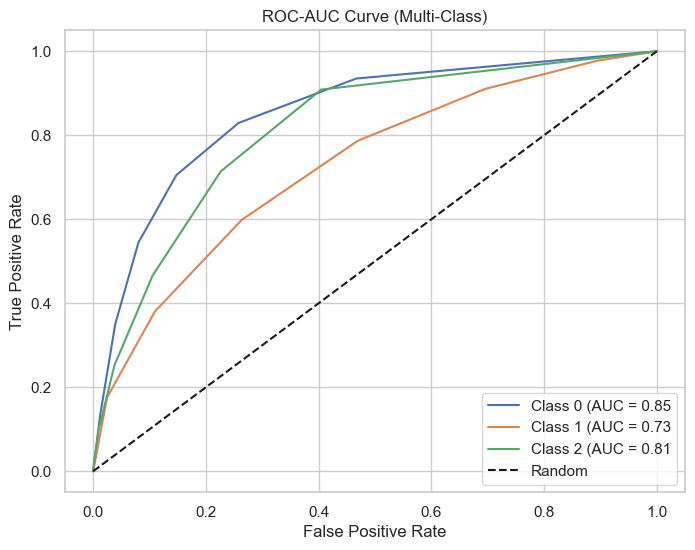 ROC-AUC Curve (Multi-Class)
True Positive Rate
1.0
0.8
0.6
0.4
0.2
0.0
0.0 0.2 0.4 0.6 0.8 1.0
False Positive Rate
Class 0 (AUC = 0.85
Class 1 (AUC = 0.73
Class 2 (AUC = 0.81
Random